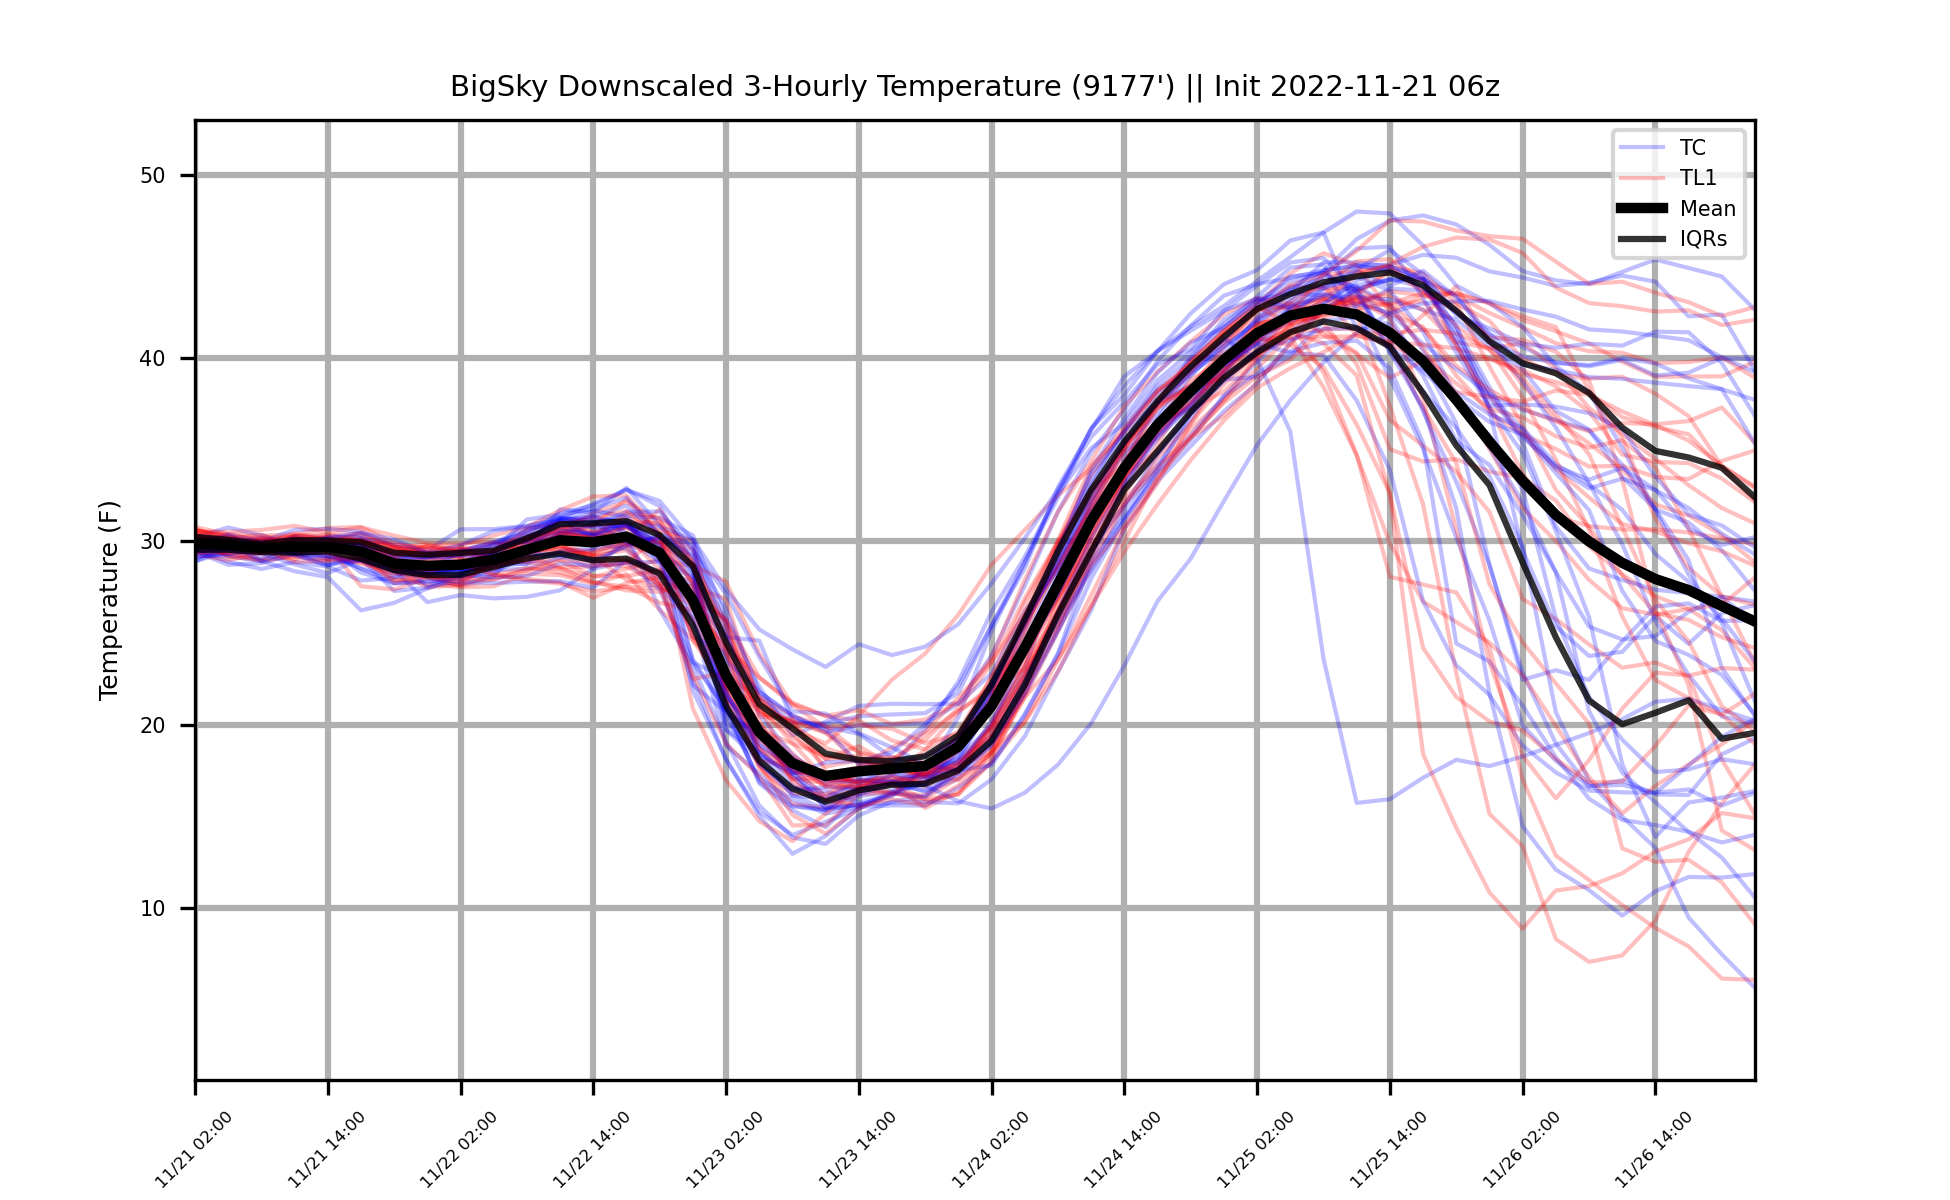 BigSky Downscaled 3-Hourly Temperature (9177') || Init 2022-11-21 06z
TC
TL1
Mean
IQRs
Temperature (F)
50
40
30
20
10
11/21 02:00
11/21 14:00
11/22 02:00
11/22 14:00
11/23 02:00
11/23 14:00
11/24 02:00
11/24 14:00
11/25 02:00
11/25 14:00
11/26 02:00
11/26 14:00